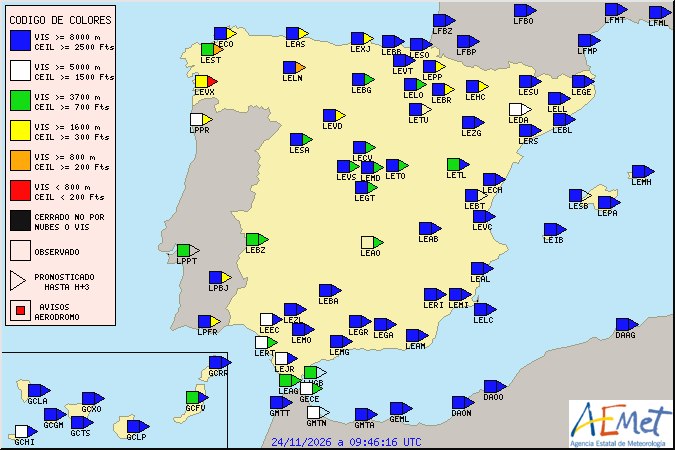 CODIGO DE COLORES
VIS >= 8000 m
CEIL >= 2500 Fts
VIS >= 5000 m
CEIL >= 1500 Fts
VIS >= 3700 m
CEIL >= 700 Fts
VIS >= 1600 m
CEIL >= 300 Fts
VIS >= 800 m
CEIL >= 200 Fts
VIS < 800 m
CEIL < 200 Fts
CERRADO NO POR
NUBES O VIS
OBSERVADO
PRONOSTICADO
HASTA H+3
AVISOS
AERODROMO
LECO
LEAS
LEXJ
LEBB
LESO
LFBZ
LFBP
LFBO
LFMT
LFML
LFMP
LEST
LELN
LEVT
LEPP
LEVX
LEBG
LELO
LEBR
LEHC
LESU
LEGE
LELL
LPPR
LEVD
LETU
LEZG
LEDA
LERS
LEBL
LESA
LECV
LEVS
LEMD
LETO
LETL
LEGT
LECH
LEBT
LEVC
LEMH
LESB
LEPA
LEIB
LPPT
LEBZ
LEAO
LEAB
LPBJ
LEBA
LEAL
LERI
LEMI
LELC
LPFR
LEEC
LEZL
LEMO
LEGR
LEGA
LEAM
LERT
LEMG
LEJR
LEAG
GECE
GMTT
GMTN
GMTA
GEML
DAON
DAOO
DAAG
GCRR
GCLA
GCXO
GCFV
GCGM
GCTS
GCLP
GCHI
24/11/2026 a 09:46:16 UTC
AEMet
Agencia Estatal de Meteorología